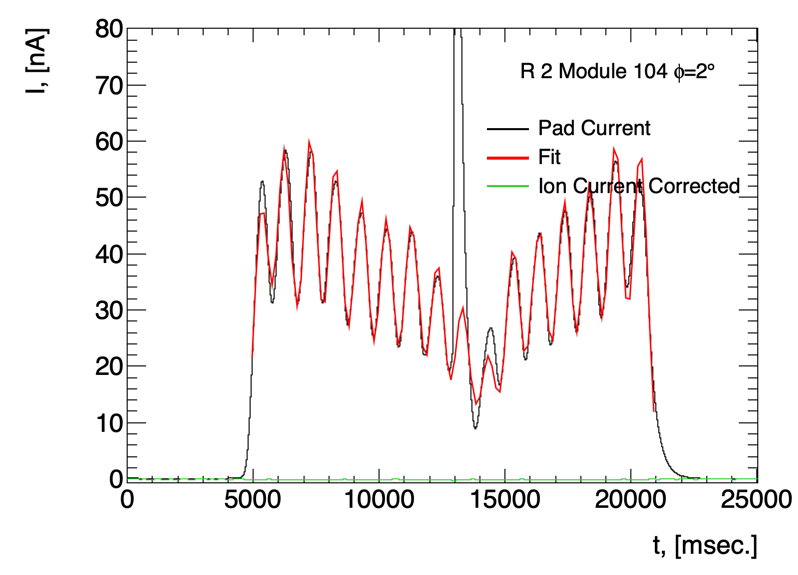 I, [nA]
80
70
60
50
40
30
20
10
0
R 2 Module 104 ϕ=2°
Pad Current
Fit
Ion Current Corrected
0 5000 10000 15000 20000 25000
t, [msec.]